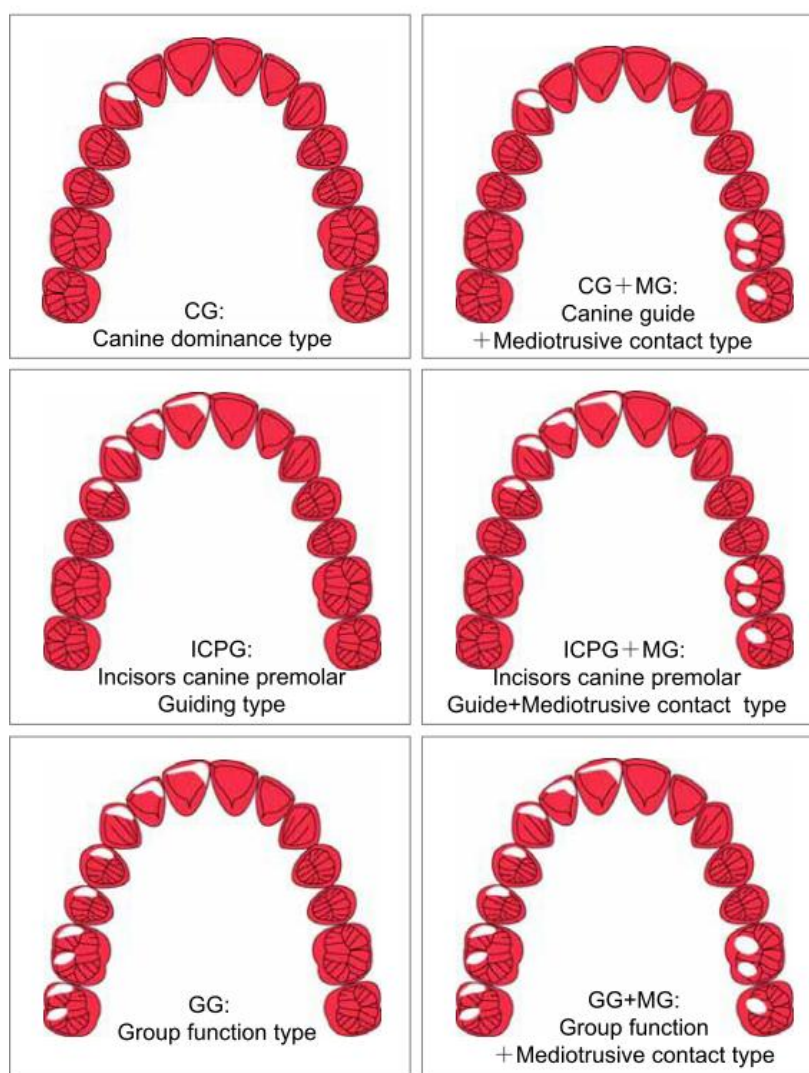 CG:
Canine dominance type
CG＋MG:
Canine guide
＋Mediotrusive contact type
ICPG:
Incisors canine premolar
Guiding type
ICPG＋MG:
Incisors canine premolar
Guide+Mediotrusive contact  type
GG:
Group function type
GG+MG:
Group function
＋Mediotrusive contact type